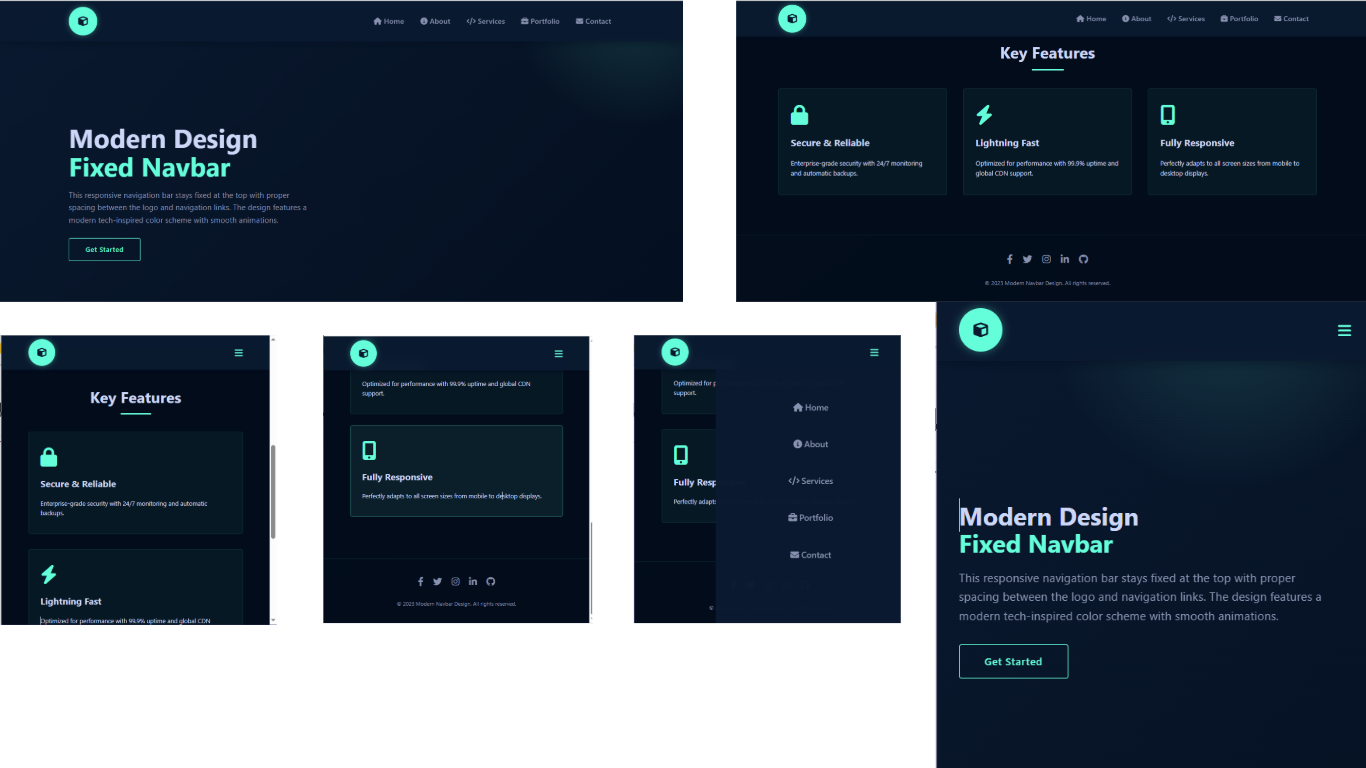 Home About Services Portfolio Contact
Modern Design
Fixed Navbar
This responsive navigation bar stays fixed at the top with proper
spacing between the logo and navigation links. The design features a
modern tech-inspired color scheme with smooth animations.
Get Started
Home About Services Portfolio Contact
Key Features
Secure & Reliable
Enterprise-grade security with 24/7 monitoring
and automatic backups.
Lightning Fast
Optimized for performance with 99.9% uptime and
global CDN support.
Fully Responsive
Perfectly adapts to all screen sizes from mobile to
desktop displays.
© 2023 Modern Navbar Design. All rights reserved.
Key Features
Secure & Reliable
Enterprise-grade security with 24/7 monitoring and automatic
backups.
Lightning Fast
Optimized for performance with 99.9% uptime and global CDN
Optimized for performance with 99.9% uptime and global CDN
support.
Fully Responsive
Perfectly adapts to all screen sizes from mobile to desktop displays.
© 2023 Modern Navbar Design. All rights reserved.
Optimized for p
support.
Fully Resp
Perfectly adapts
©
Home
About
Services
Portfolio
Contact
Modern Design
Fixed Navbar
This responsive navigation bar stays fixed at the top with proper
spacing between the logo and navigation links. The design features a
modern tech-inspired color scheme with smooth animations.
Get Started